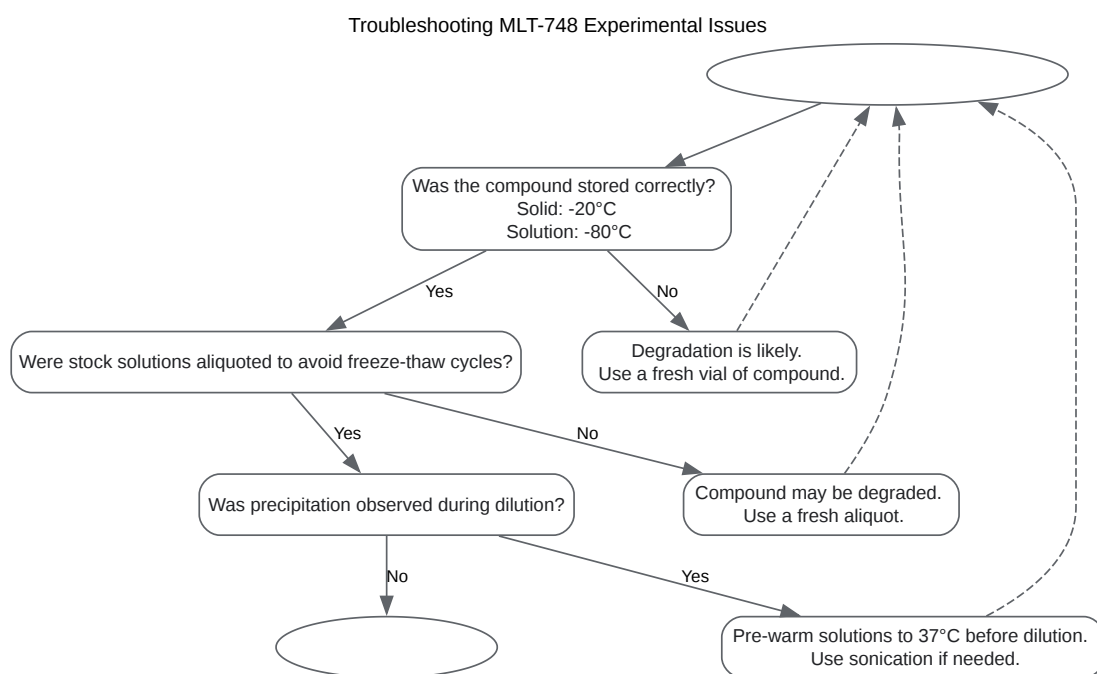 Troubleshooting MLT-748 Experimental Issues
Was the compound stored correctly?
Solid: -20°C
Solution: -80°C
Yes
No
Were stock solutions aliquoted to avoid freeze-thaw cycles?
Degradation is likely.
Use a fresh vial of compound.
Yes
No
Was precipitation observed during dilution?
Compound may be degraded.
Use a fresh aliquot.
No
Yes
Pre-warm solutions to 37°C before dilution.
Use sonication if needed.